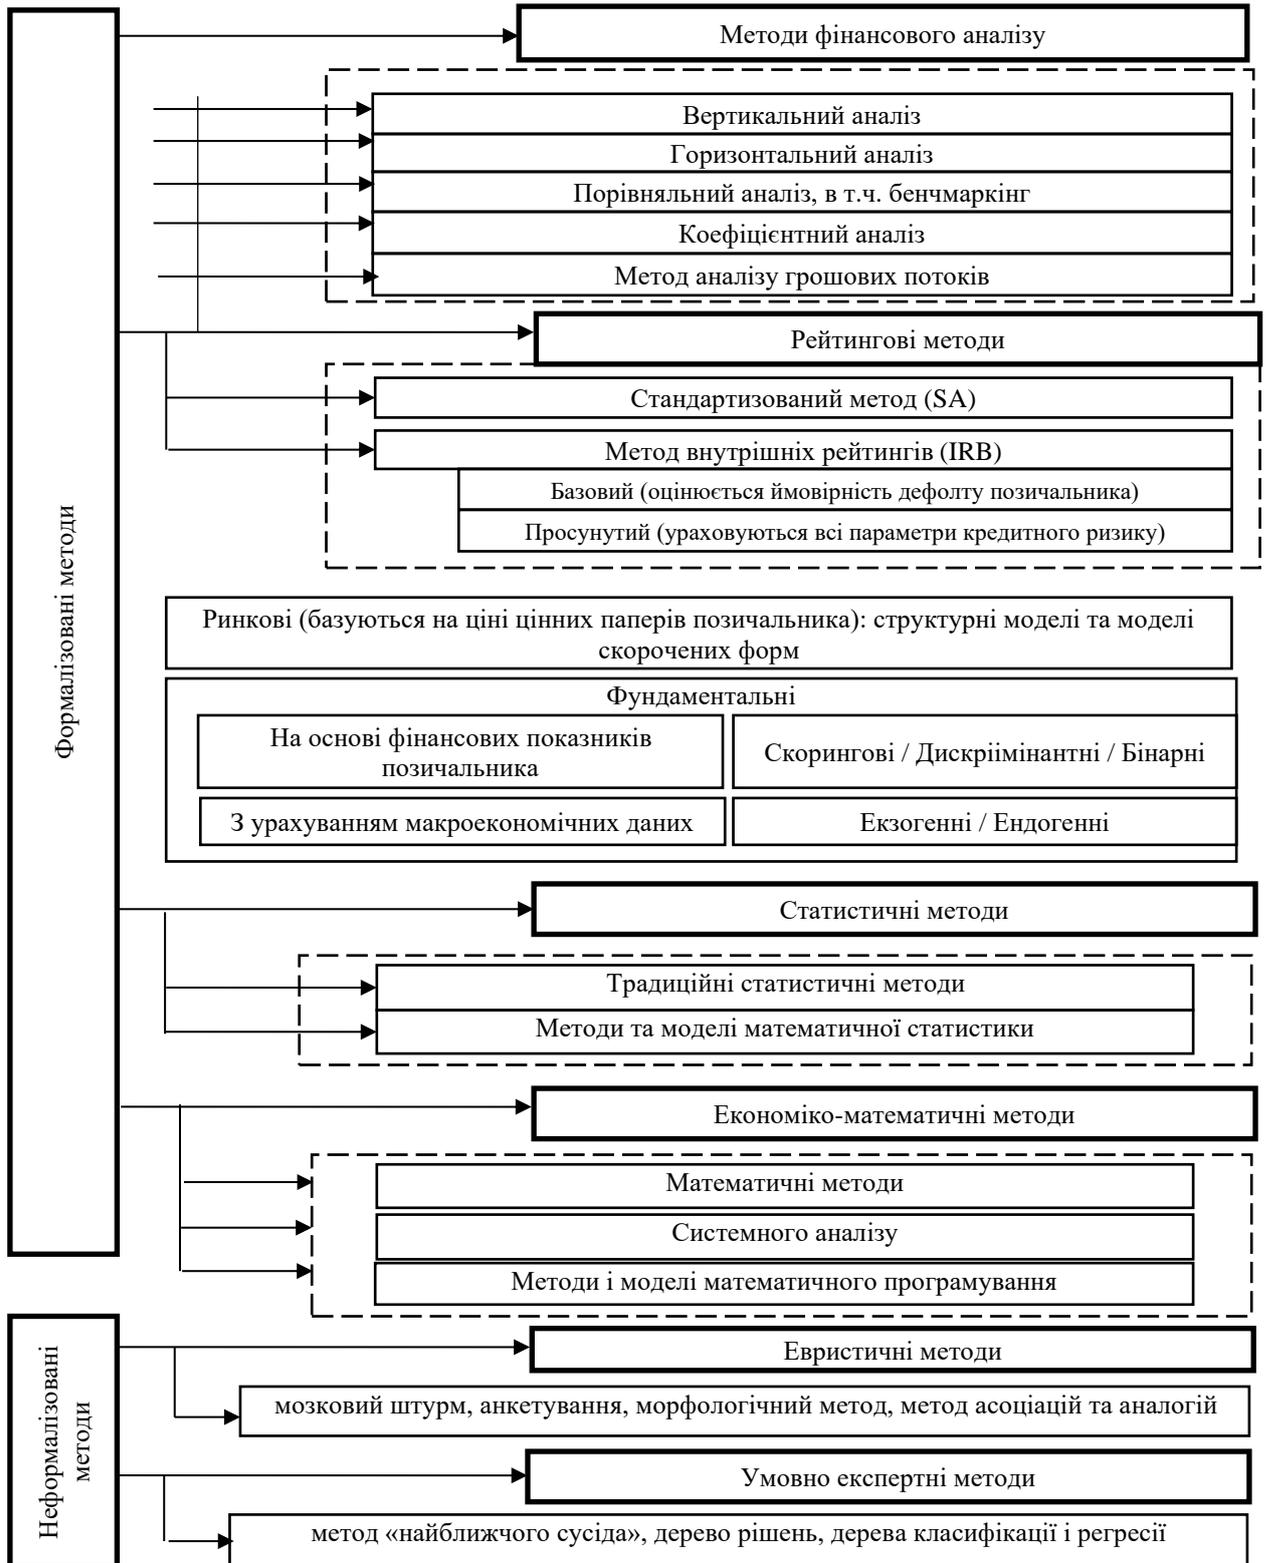 Формалізовані методи
Методи фінансового аналізу
Вертикальний аналіз
Горизонтальний аналіз
Порівняльний аналіз, в т.ч. бенчмаркінг
Коефіцієнтний аналіз
Метод аналізу грошових потоків
Рейтингові методи
Стандартизований метод (SA)
Метод внутрішніх рейтингів (IRB)
Базовий (оцінюється ймовірність дефолту позичальника)
Просунутий (ураховуються всі параметри кредитного ризику)
Ринкові (базуються на ціні цінних паперів позичальника): структурні моделі та моделі
скорочених форм
Фундаментальні
На основі фінансових показників
позичальника
Скорингові / Дискріімінантні / Бінарні
З урахуванням макроекономічних даних
Екзогенні / Ендогенні
Статистичні методи
Традиційні статистичні методи
Методи та моделі математичної статистики
Економіко-математичні методи
Математичні методи
Системного аналізу
Методи і моделі математичного програмування
Неформалізовані
методи
Евристичні методи
мозковий штурм, анкетування, морфологічний метод, метод асоціацій та аналогій
Умовно експертні методи
метод «найближчого сусіда», дерево рішень, дерева класифікації і регресії